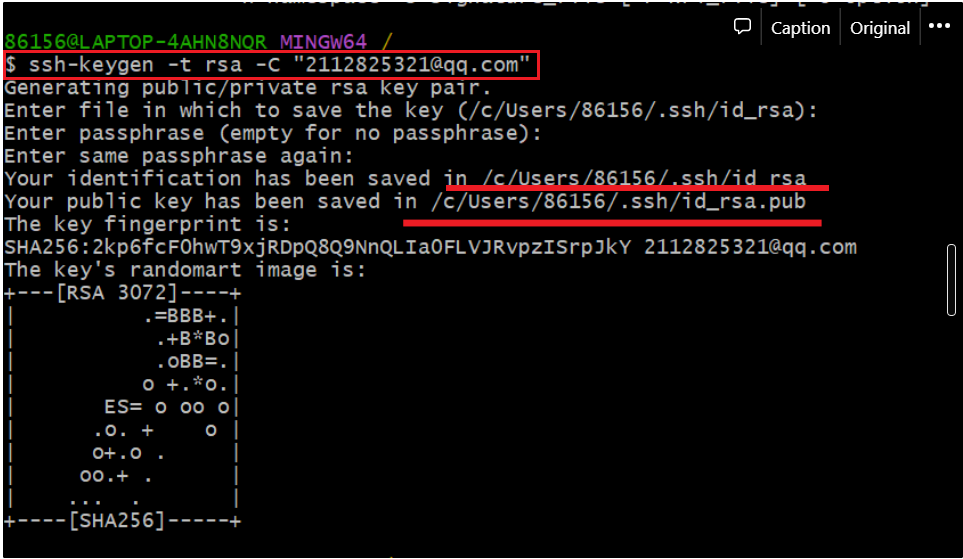 Caption Original •••
86156@LAPTOP-4AHN8NQR MINGW64 /
$ ssh-keygen -t rsa -C "2112825321@qq.com"
Generating public/private rsa key pair.
Enter file in which to save the key (/c/Users/86156/.ssh/id_rsa):
Enter passphrase (empty for no passphrase):
Enter same passphrase again:
Your identification has been saved in /c/Users/86156/.ssh/id_rsa
Your public key has been saved in /c/Users/86156/.ssh/id_rsa.pub
The key fingerprint is:
SHA256:2kp6fcFOhwT9xjRDpQ8Q9NnQLIa0FLVJRvpzISrpJkY 2112825321@qq.com
The key's randomart image is:
+---[RSA 3072]----+
|          .=BBB+.|
|           .+B*Bo|
|           .oBB=.|
|          o +.*o.|
|       ES= o oo o|
|      .o. +    o |
|      o+.o .     |
|     oo.+ .      |
|    ...  .       |
+----[SHA256]-----+